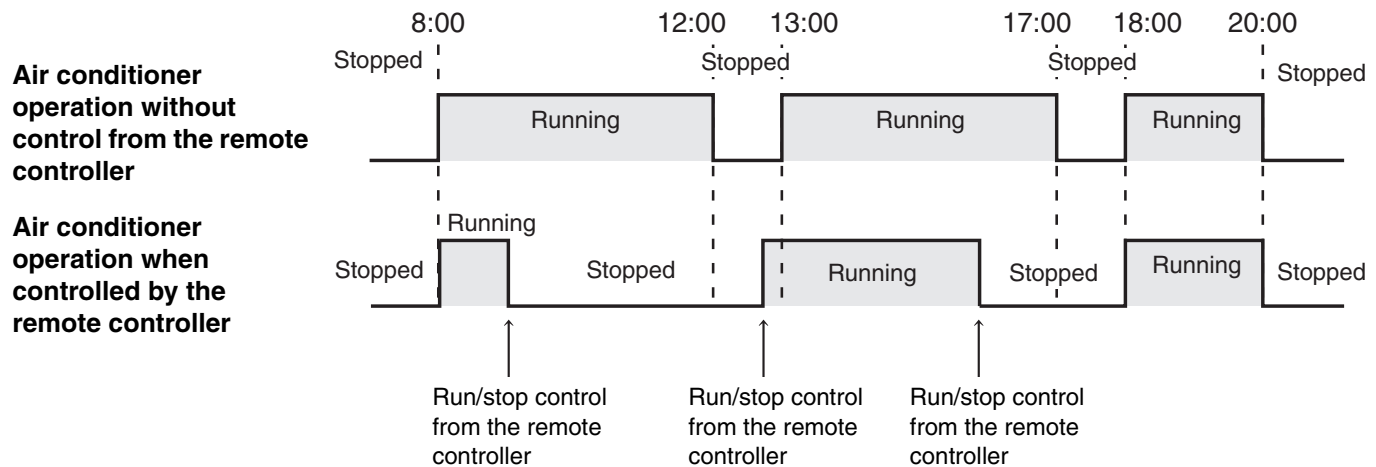 8:00 12:00 13:00 17:00 18:00 20:00
Stopped Stopped Stopped Stopped
Air conditioner
operation without
control from the remote
controller
Running Running Running
Air conditioner
operation when
controlled by the
remote controller
Running
Stopped Stopped Running Stopped Running Stopped
Run/stop control
from the remote
controller
Run/stop control
from the remote
controller
Run/stop control
from the remote
controller